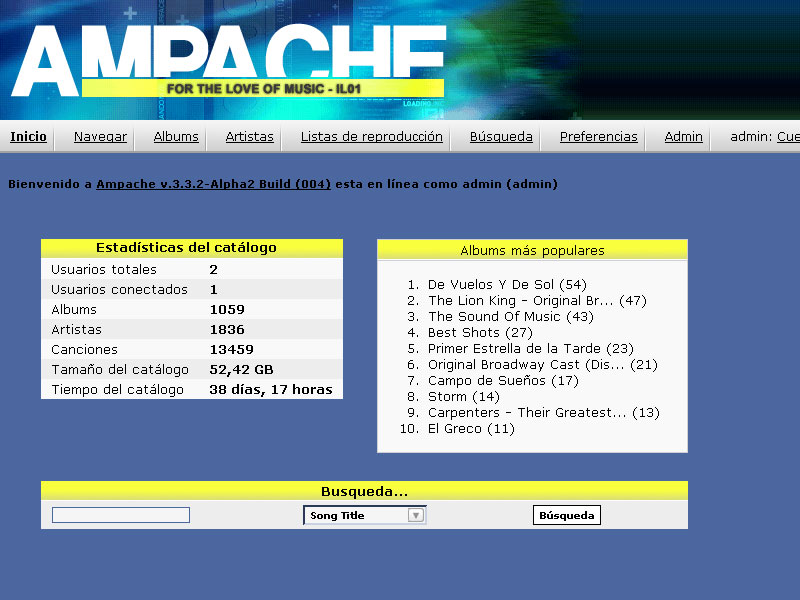 AMPACHE
FOR THE LOVE OF MUSIC - IL01
LOADING
Inicio Navegar Albums Artistas Listas de reproducción Búsqueda Preferencias Admin admin: Cue
Bienvenido a Ampache v.3.3.2-Alpha2 Build (004) esta en línea como admin (admin)
Estadísticas del catálogo
Usuarios totales 2
Usuarios conectados 1
Albums 1059
Artistas 1836
Canciones 13459
Tamaño del catálogo 52,42 GB
Tiempo del catálogo 38 días, 17 horas
Albums más populares
1. De Vuelos Y De Sol (54)
2. The Lion King - Original Br... (47)
3. The Sound Of Music (43)
4. Best Shots (27)
5. Primer Estrella de la Tarde (23)
6. Original Broadway Cast (Dis... (21)
7. Campo de Sueños (17)
8. Storm (14)
9. Carpenters - Their Greatest... (13)
10. El Greco (11)
Busqueda...
Song Title Búsqueda